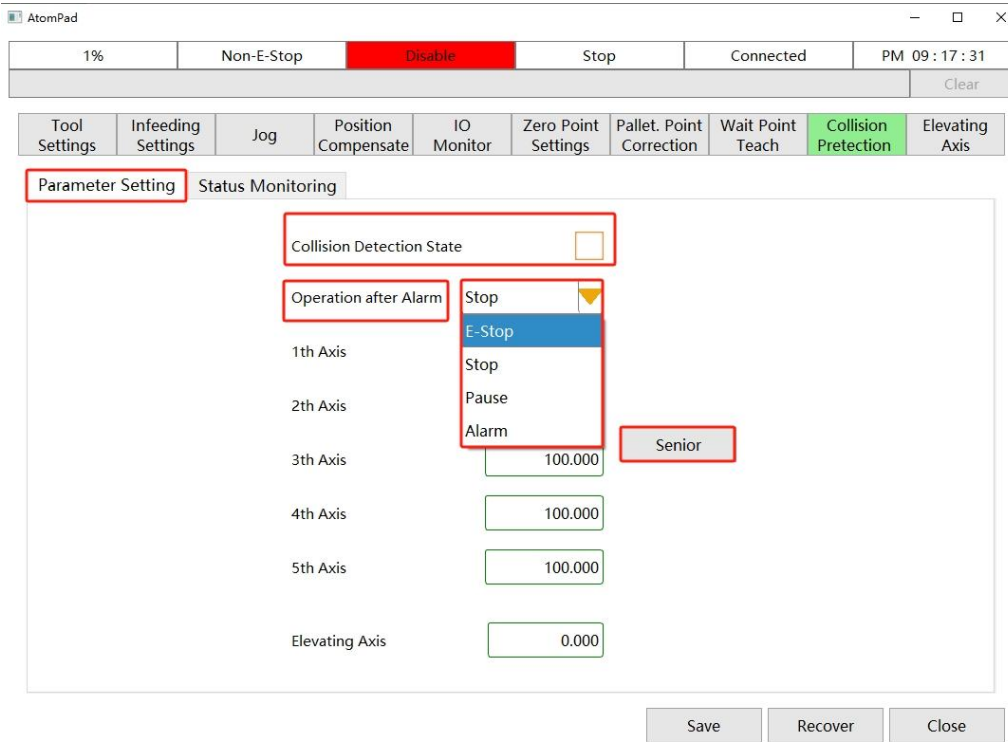 AtomPad
1% Non-E-Stop Disable Stop Connected PM 09 : 17 : 31
Clear
Tool Settings Infeeding Settings Jog Position Compensate IO Monitor Zero Point Settings Pallet. Point Correction Wait Point Teach Collision Pretection Elevating Axis
Parameter Setting Status Monitoring
Collision Detection State
Operation after Alarm Stop
E-Stop
1th Axis
Stop
Pause
2th Axis
Alarm
Senior
3th Axis 100.000
4th Axis 100.000
5th Axis 100.000
Elevating Axis 0.000
Save Recover Close